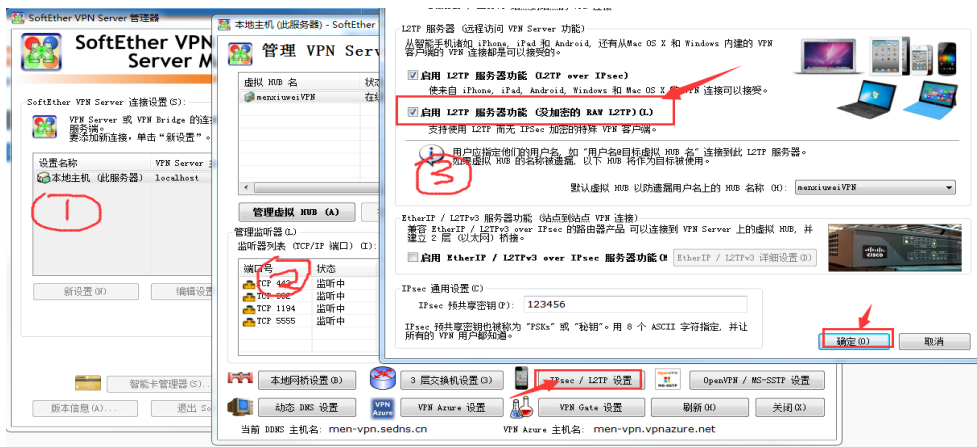 SoftEther VPN Server 管理器
SoftEther VPN
Server M
SoftEther VPN Server 连接设置(S):
VPN Server 或 VPN Bridge 的连
服务端。
要添加新连接，单击 "新设置"。
设置名称 VPN Server
本地主机 (此服务器) localhost
1
新设置(N) 编辑设置
智能卡管理器(S)..
版本信息(A)... 退出 So
本地主机 (此服务器) - SoftEther
管理 VPN Serv
虚拟 HUB 名 状态
menxiuweiVPN 在线
管理虚拟 HUB (A)
管理监听器(L)
监听器列表 (TCP/IP 端口) (I):
端口号 状态
TCP 443 监听中
TCP 992 监听中
TCP 1194 监听中
TCP 5555 监听中
2
本地网桥设置(B) 3 层交换机设置(3) IPsec / L2TP 设置 OpenVPN / MS-SSTP 设置
动态 DNS 设置 VPN Azure 设置 VPN Gate 设置 刷新(H) 关闭(X)
VPN
Azure
OpenVPN
MS-SSTP
当前 DDNS 主机名: men-vpn.sedns.cn VPN Azure 主机名: men-vpn.vpnazure.net
L2TP 服务器 (远程访问 VPN Server 功能)
从智能手机诸如 iPhone, iPad 和 Android, 还有从Mac OS X 和 Windows 内建的 VPN
客户端的 VPN 连接都是可以接受的。
启用 L2TP 服务器功能 (L2TP over IPsec)
使来自 iPhone, iPad, Android, Windows 和 Mac OS X 的 VPN 连接可以接受。
启用 L2TP 服务器功能 (没加密的 RAW L2TP)(L)
支持使用 L2TP 而无 IPSec 加密的特殊 VPN 客户端。
用户应指定他们的用户名, 如 "用户名@目标虚拟 HUB 名" 连接到此 L2TP 服务器。
如果虚拟 HUB 的名称被遗漏, 以下 HUB 将作为目标被使用。
3
默认虚拟 HUB 以防遗漏用户名上的 HUB 名称 (H): menxiuweiVPN
EtherIP / L2TPv3 服务器功能 (站点到站点 VPN 连接)
兼容 EtherIP / L2TPv3 over IPsec 的路由器产品 可以连接到 VPN Server 上的虚拟 HUB, 并
建立 2 层 (以太网) 桥接。
启用 EtherIP / L2TPv3 over IPsec 服务器功能(E EtherIP / L2TPv3 详细设置(D)
CISCO
IPsec 通用设置(C)
IPsec 预共享密钥(P): 123456
IPsec 预共享密钥也被称为 "PSKs" 或 "秘钥"。用 8 个 ASCII 字符指定, 并让
所有的 VPN 用户都知道。
确定(O) 取消